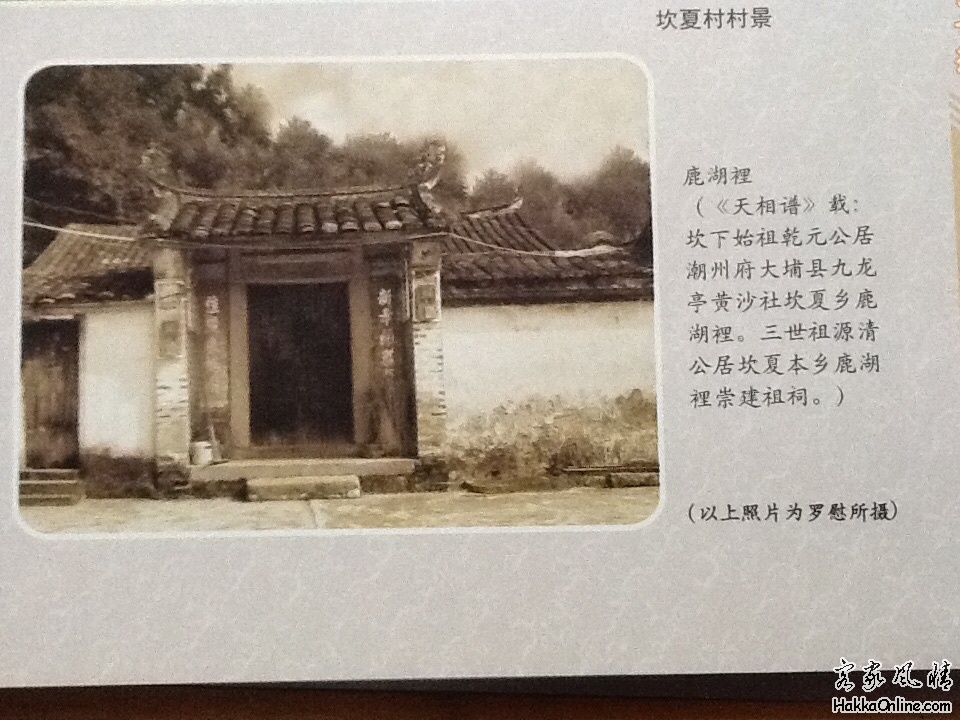 坎夏村村景
鹿湖裡
（《天相谱》载：
坎下始祖乾元公居
潮州府大埔县九龙
亭黄沙社坎夏乡鹿
湖裡。三世祖源清
公居坎夏本乡鹿湖
裡崇建祖祠。）
（以上照片为罗慰所摄）
客家风情
HakkaOnline.com